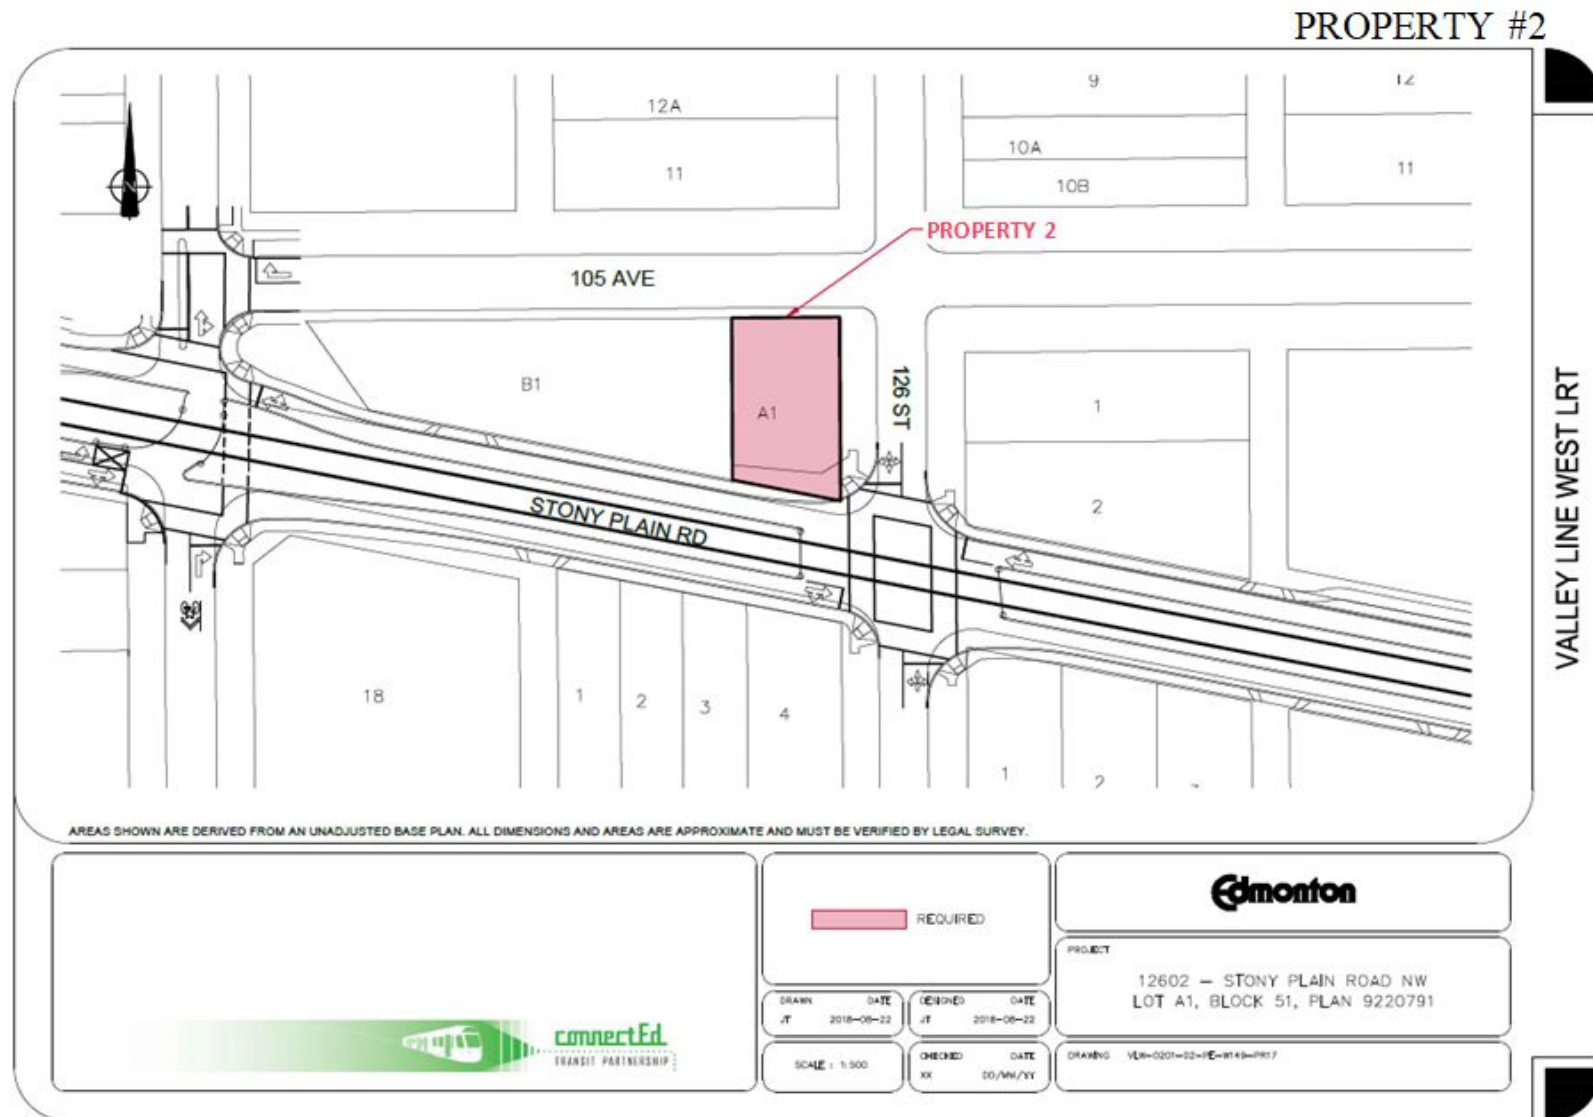 PROPERTY #2
9
12
12A
10A
11
11
10B
N
PROPERTY 2
105 AVE
126 ST
B1
A1
1
2
STONY PLAIN RD
18
1
2
3
4
1
2
VALLEY LINE WEST LRT
AREAS SHOWN ARE DERIVED FROM AN UNADJUSTED BASE PLAN. ALL DIMENSIONS AND AREAS ARE APPROXIMATE AND MUST BE VERIFIED BY LEGAL SURVEY.
REQUIRED
Edmonton
PROJECT
12602 – STONY PLAIN ROAD NW
LOT A1, BLOCK 51, PLAN 9220791
DRAWN DATE
JT 2018-08-22
DESIGNED DATE
JT 2018-08-22
SCALE : 1:500
CHECKED DATE
XX DD/MM/YY
DRAWING
connectEd
TRANSIT PARTNERSHIP